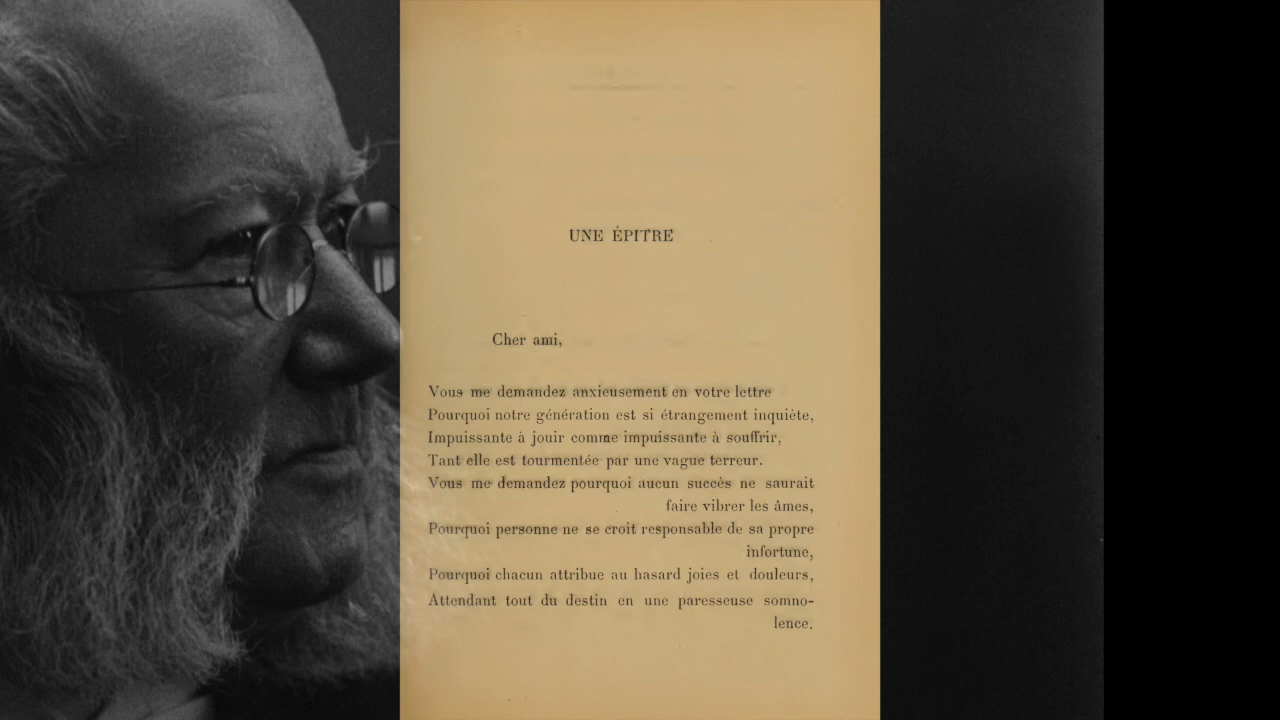 UNE ÉPITRE
Cher ami,
Vous me demandez anxieusement en votre lettre
Pourquoi notre génération est si étrangement inquiète,
Impuissante à jouir comme impuissante à souffrir,
Tant elle est tourmentée par une vague terreur.
Vous me demandez pourquoi aucun succès ne saurait
faire vibrer les âmes,
Pourquoi personne ne se croit responsable de sa propre
infortune,
Pourquoi chacun attribue au hasard joies et douleurs,
Attendant tout du destin en une paresseuse somno-
lence.